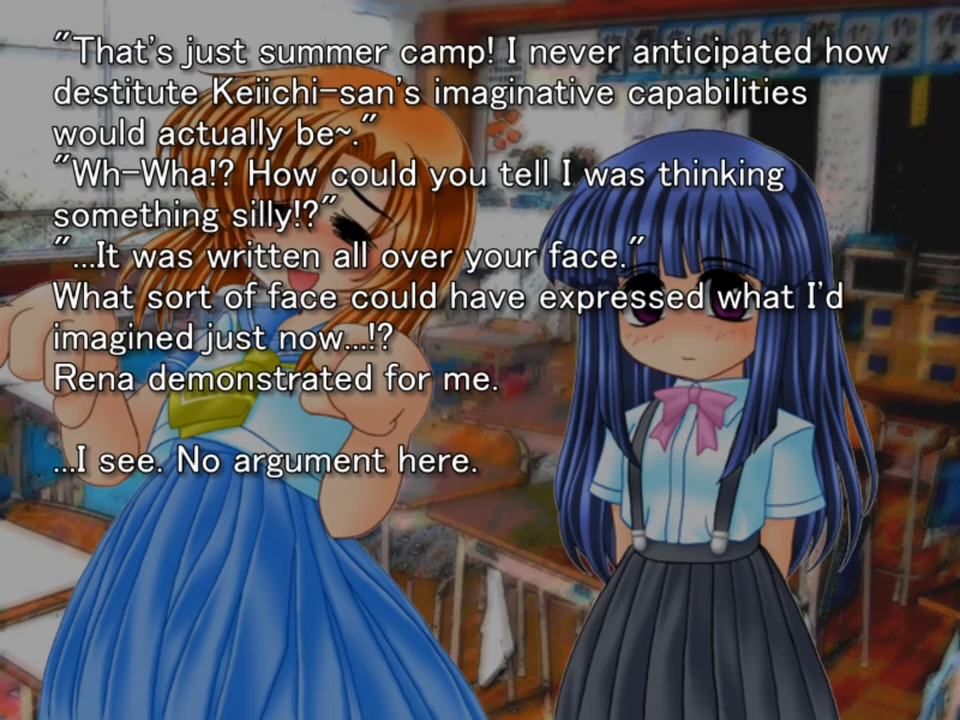 "That's just summer camp! I never anticipated how
destitute Keiichi-san's imaginative capabilities
would actually be~."
"Wh-Wha!? How could you tell I was thinking
something silly!?"
"...It was written all over your face."
What sort of face could have expressed what I'd
imagined just now...!?
Rena demonstrated for me.
...I see. No argument here.